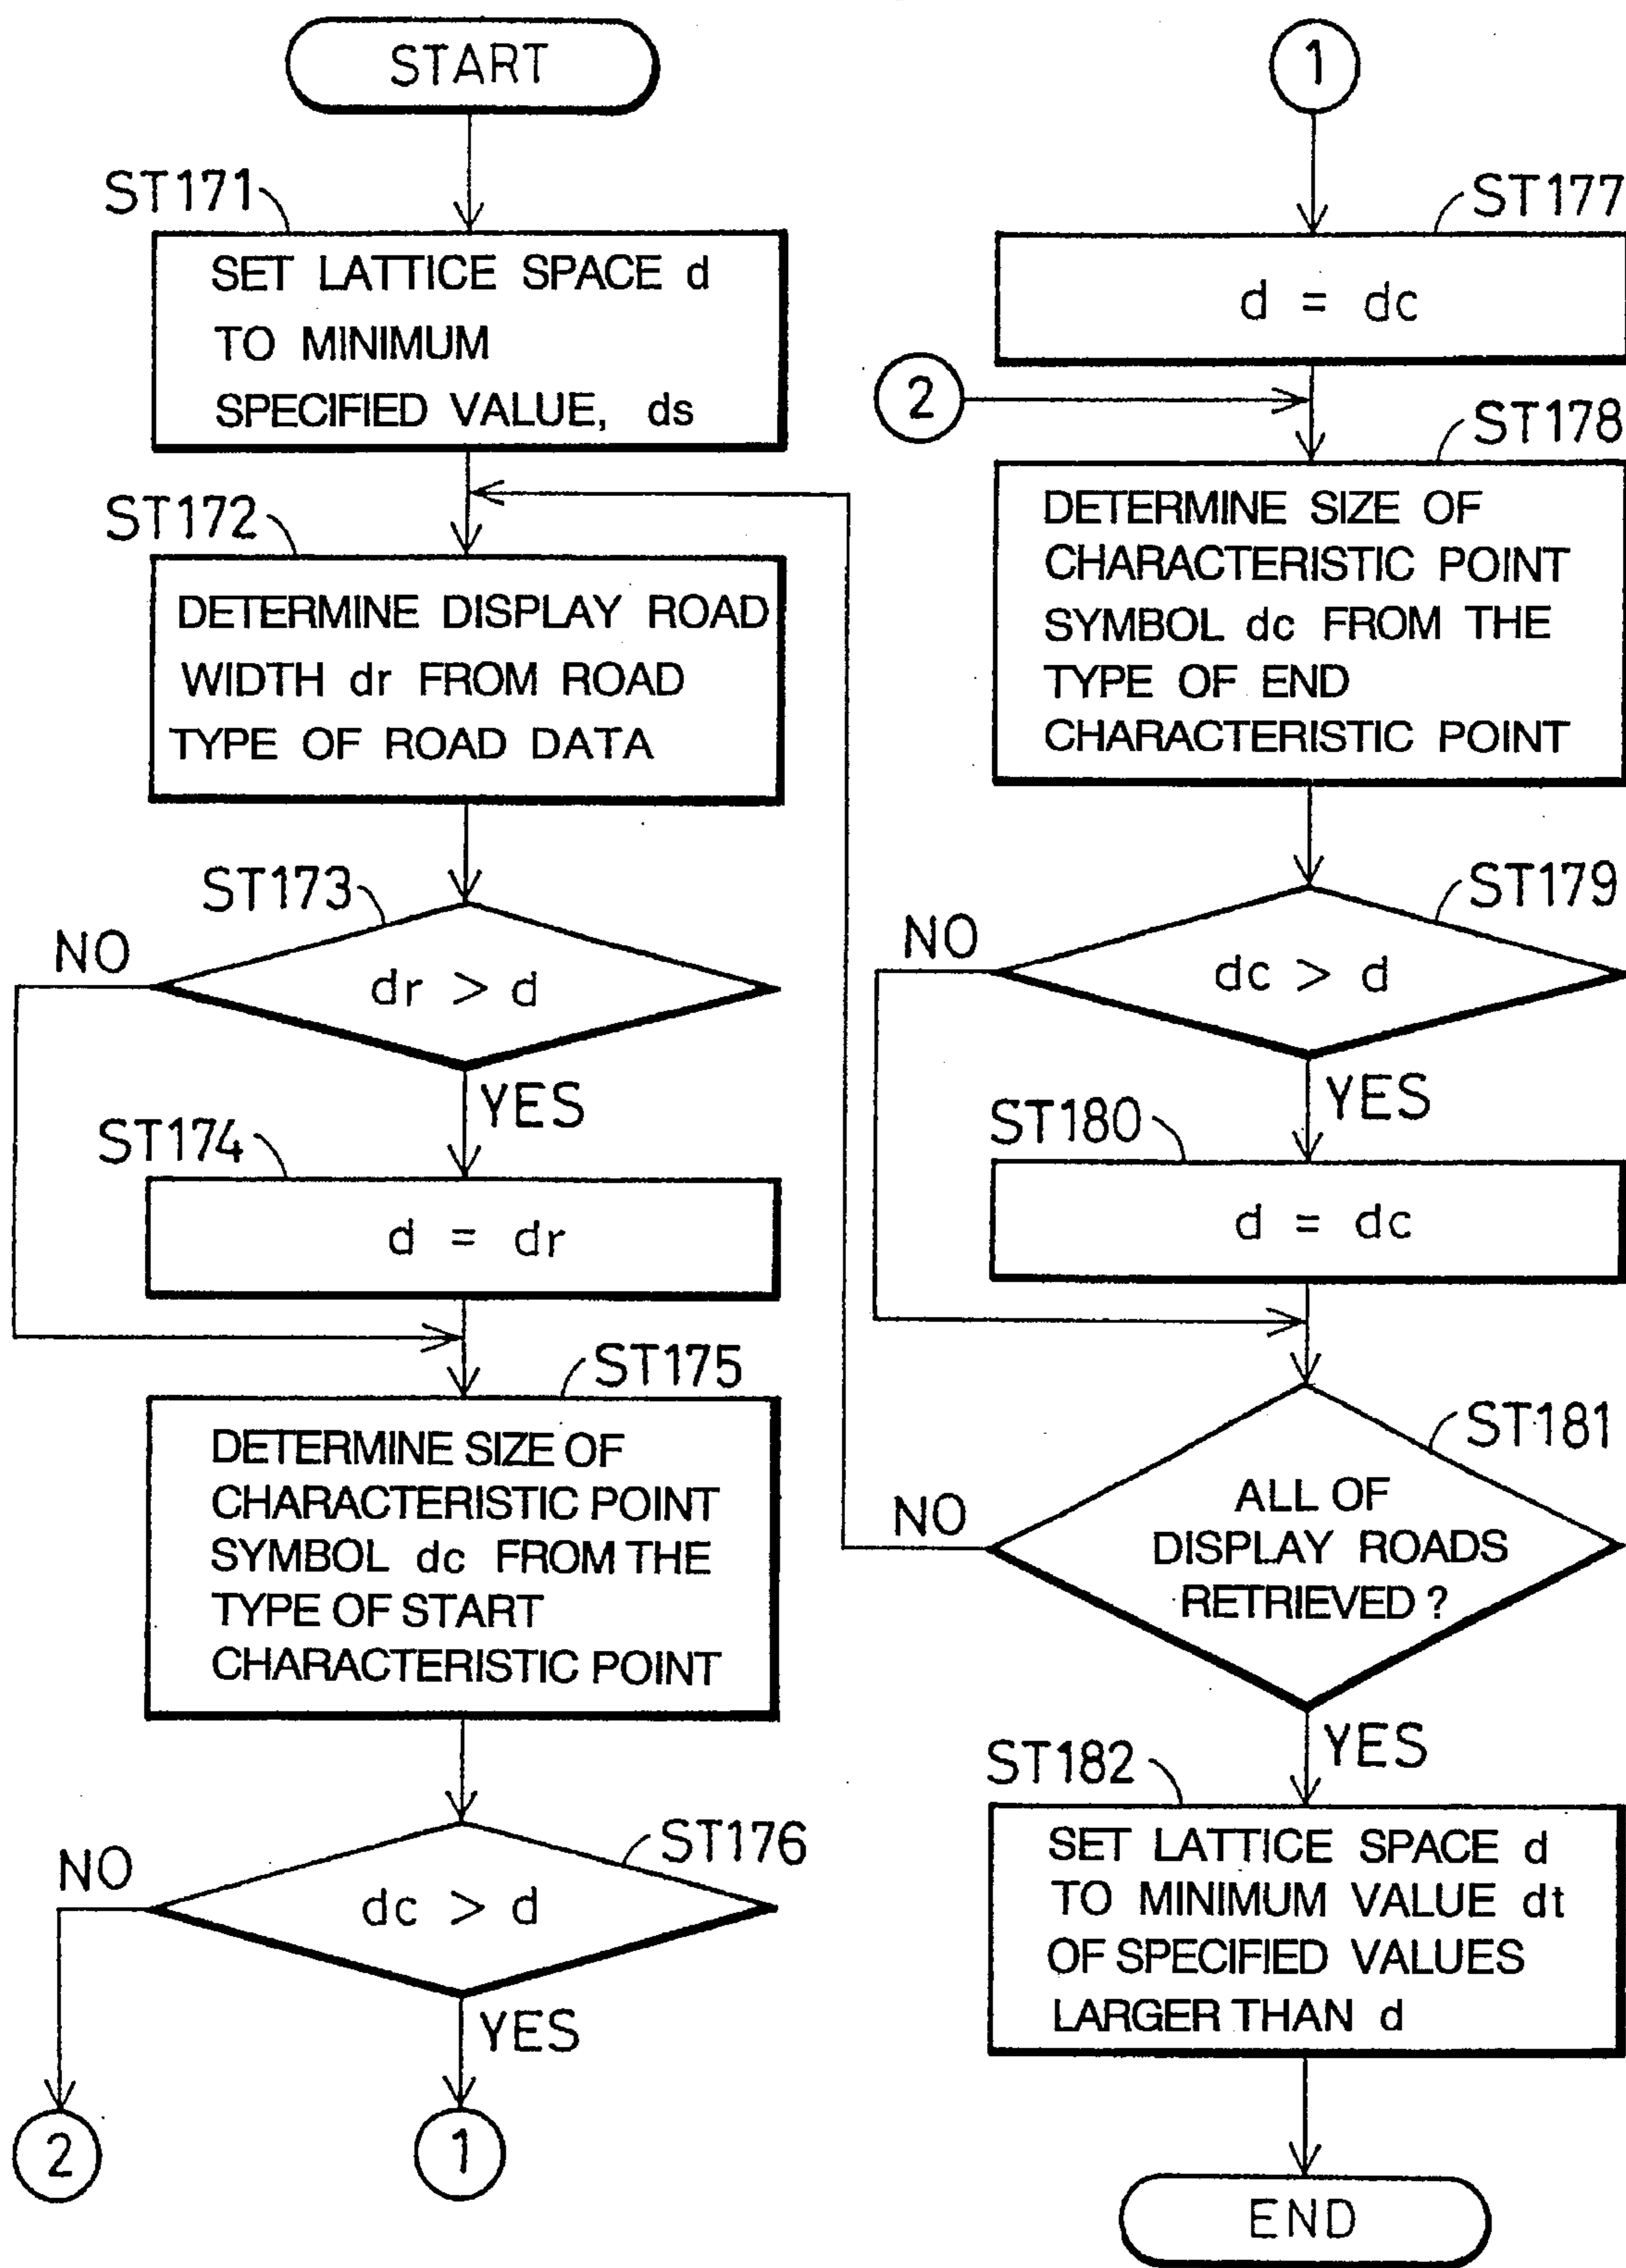 START
ST171
SET LATTICE SPACE d
TO MINIMUM
SPECIFIED VALUE, ds
ST172
DETERMINE DISPLAY ROAD
WIDTH dr FROM ROAD
TYPE OF ROAD DATA
ST173
NO
dr > d
YES
ST174
d = dr
ST175
DETERMINE SIZE OF
CHARACTERISTIC POINT
SYMBOL dc FROM THE
TYPE OF START
CHARACTERISTIC POINT
ST176
NO
dc > d
YES
2
1
1
ST177
d = dc
2
ST178
DETERMINE SIZE OF
CHARACTERISTIC POINT
SYMBOL dc FROM THE
TYPE OF END
CHARACTERISTIC POINT
ST179
NO
dc > d
YES
ST180
d = dc
ST181
NO
ALL OF
DISPLAY ROADS
RETRIEVED ?
YES
ST182
SET LATTICE SPACE d
TO MINIMUM VALUE dt
OF SPECIFIED VALUES
LARGER THAN d
END